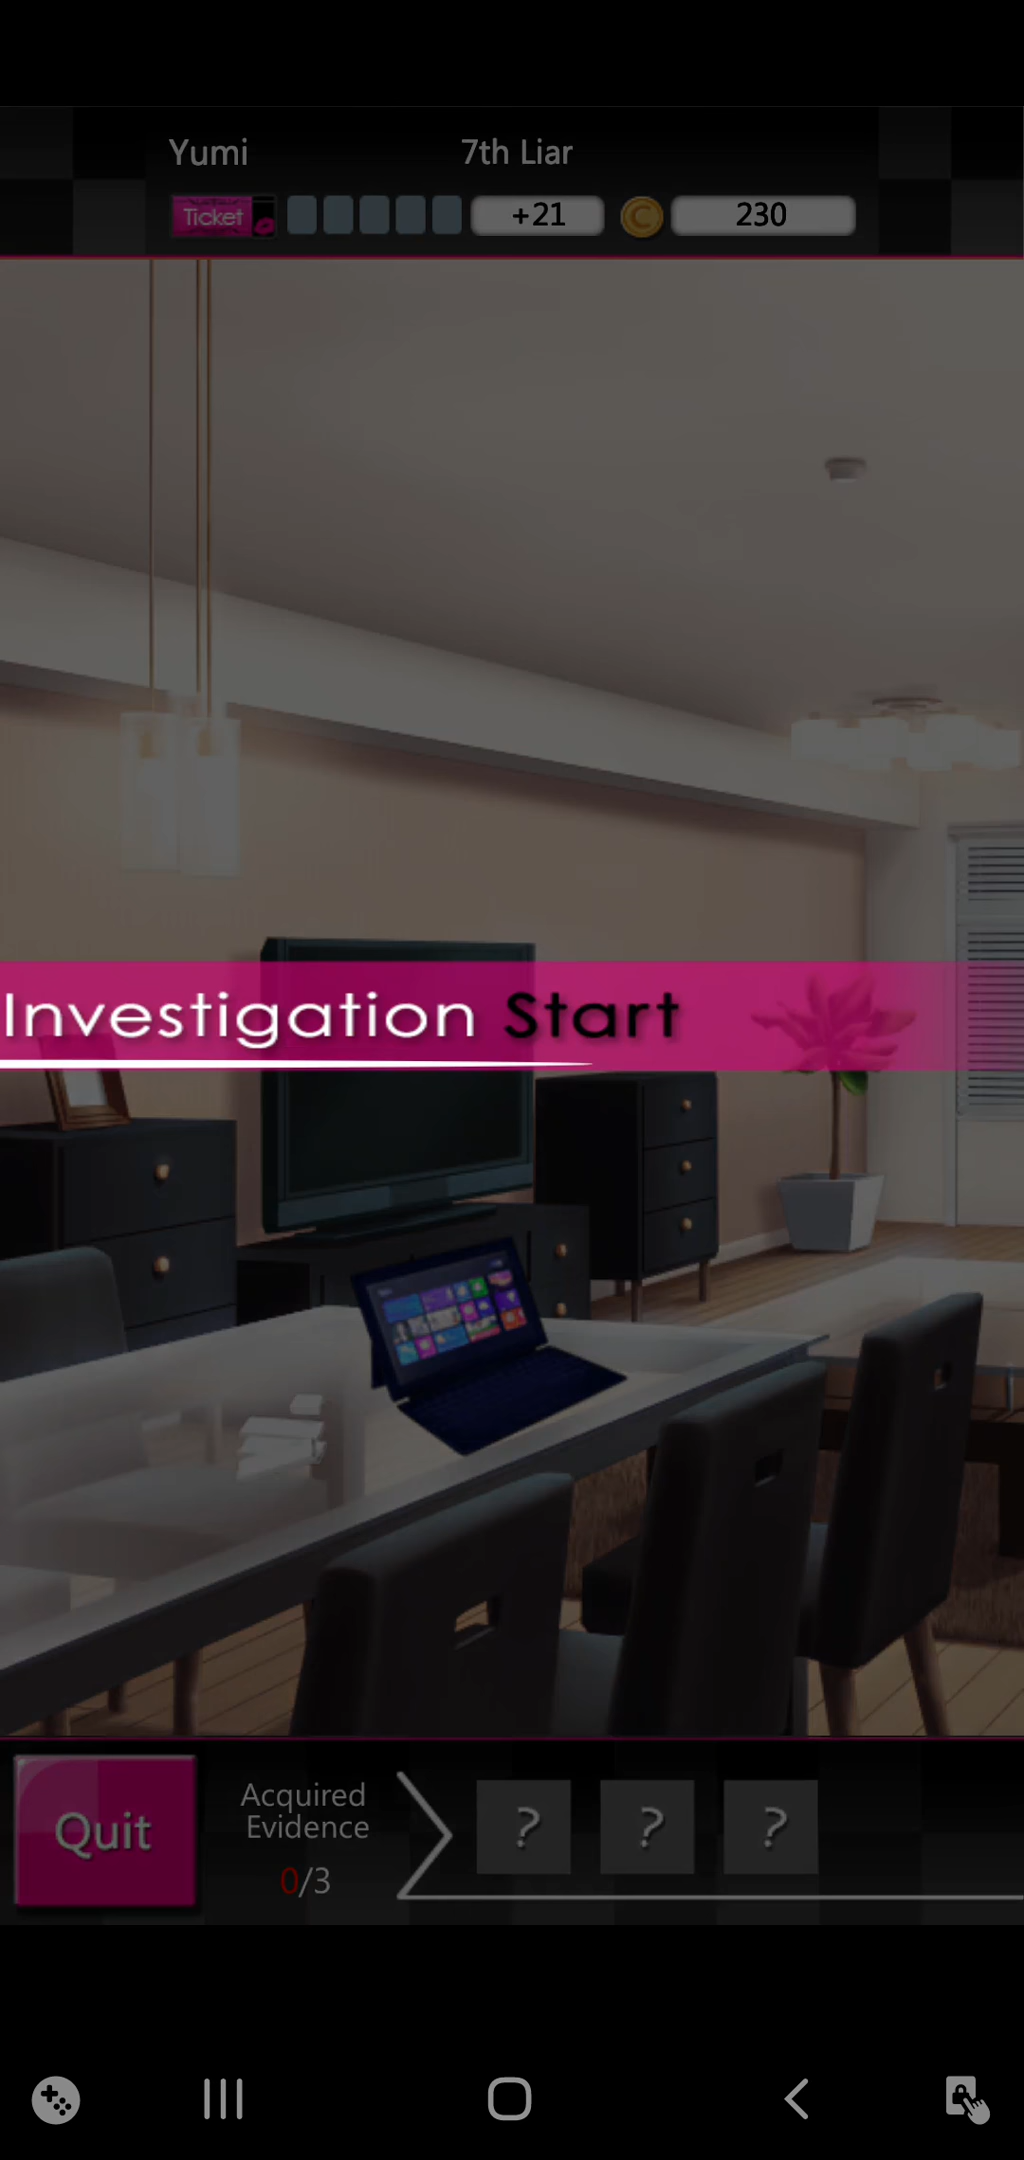 Yumi
7th Liar
Ticket
+21
C
230
Investigation Start
Quit
Acquired
Evidence
0/3
?
?
?